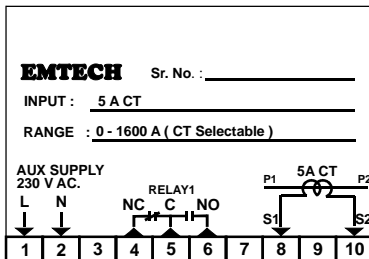 EMTECH Sr. No. :
INPUT : 5 A CT
RANGE : 0 - 1600 A ( CT Selectable )
AUX SUPPLY
230 V AC.
L N
RELAY1
NC C NO
5A CT
P1 P2
S1 S2
1 2 3 4 5 6 7 8 9 10